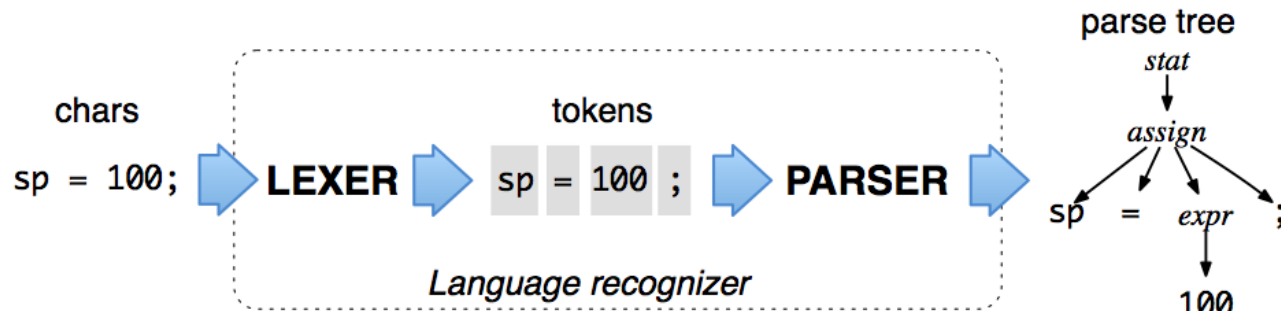 parse tree
stat
chars
tokens
assign
sp = 100;
LEXER
sp = 100 ;
PARSER
sp = expr ;
Language recognizer
100